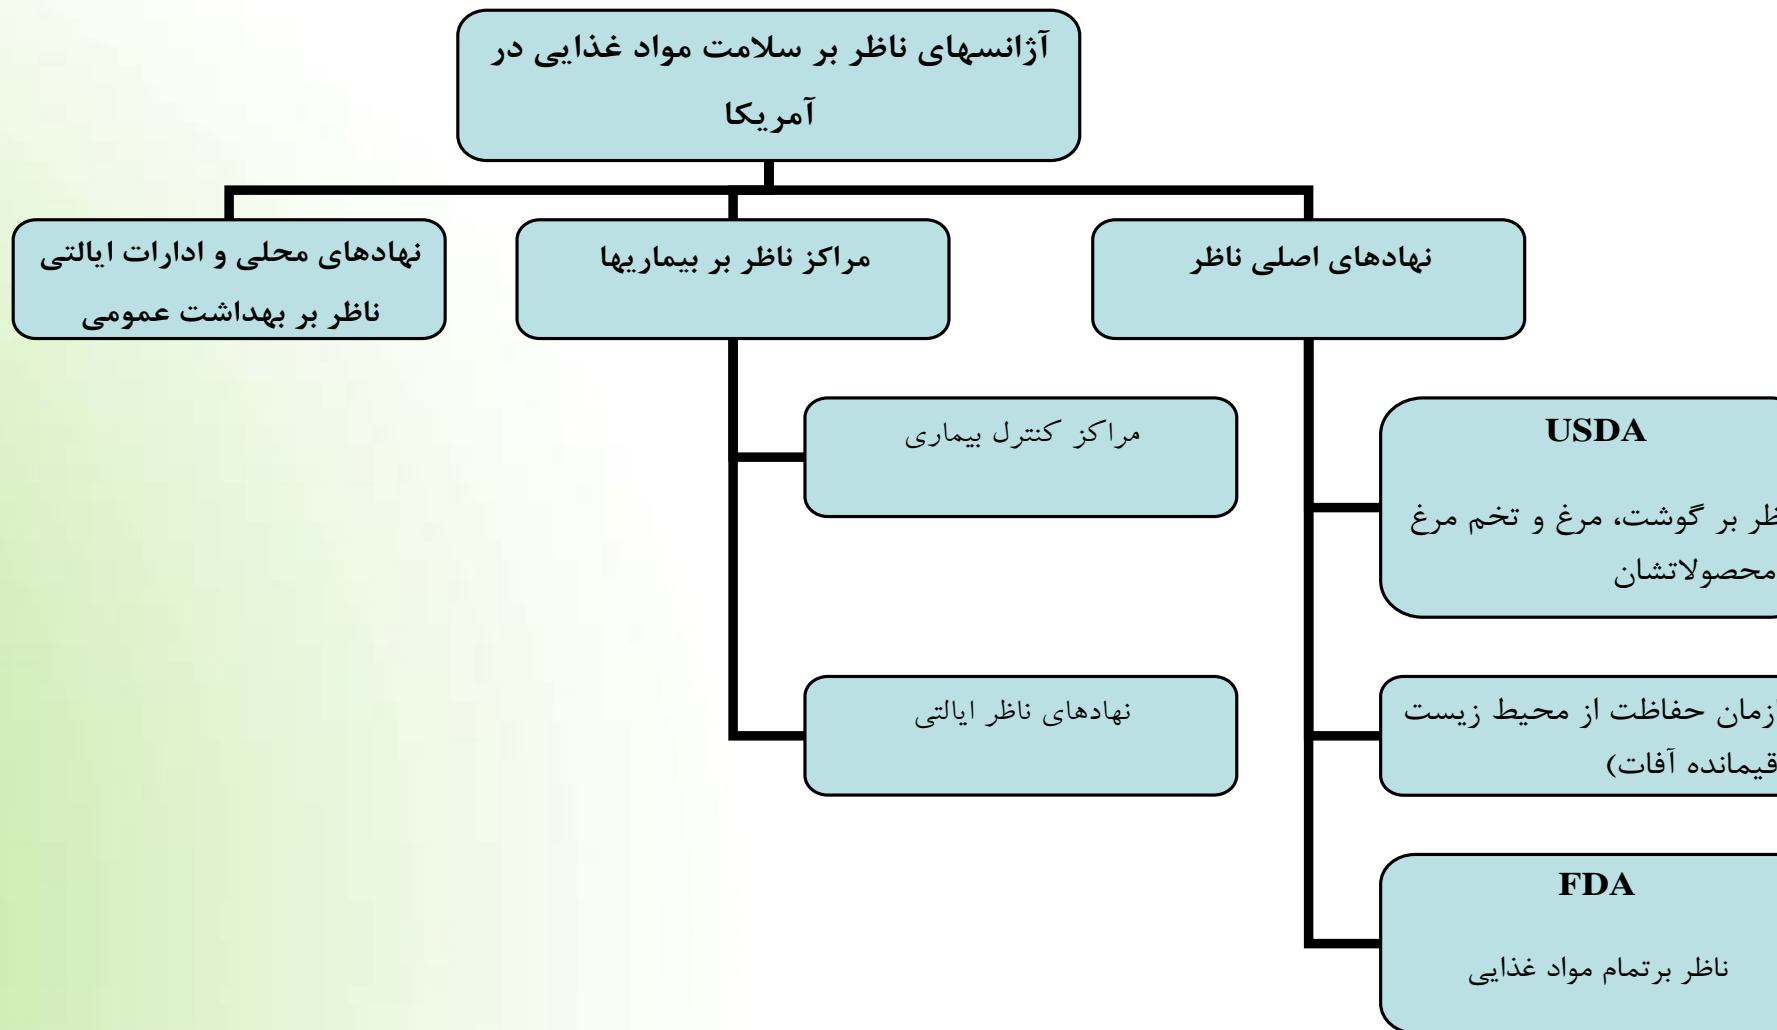 آژانسهای ناظر بر سلامت مواد غذایی در
آمریکا
نهادهای اصلی ناظر
مراکز ناظر بر بیماریها
نهادهای محلی و ادارات ایالتی
ناظر بر بهداشت عمومی
USDA
بر گوشت، مرغ و تخم مرغ
محصولاتشان
حفاظت از محیط زیست
آفات)
FDA
ناظر برتمام مواد غذایی
مراکز کنترل بیماری
نهادهای ناظر ایالتی